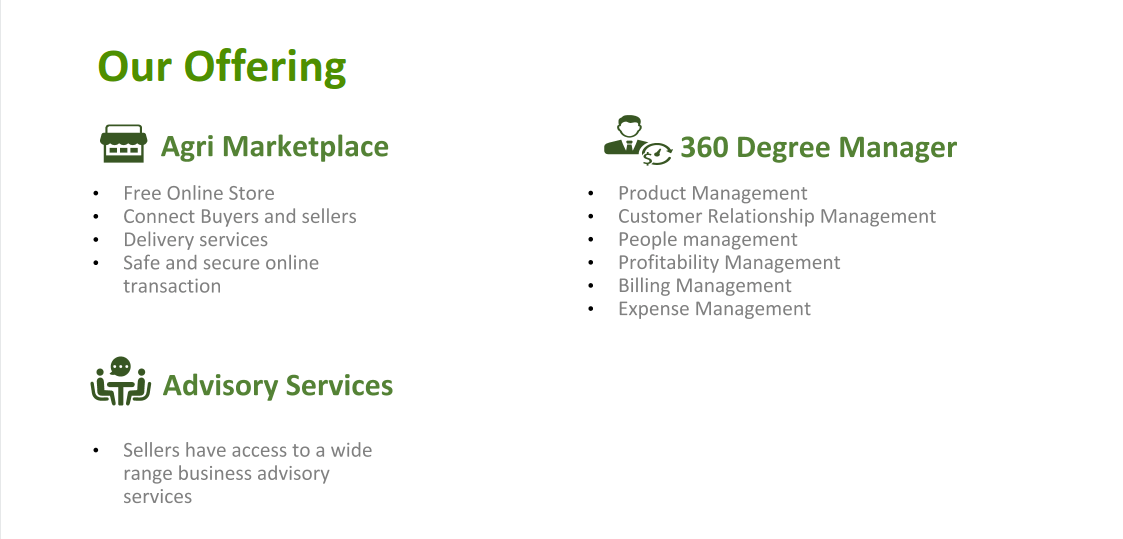 Our Offering
Agri Marketplace
• Free Online Store
• Connect Buyers and sellers
• Delivery services
• Safe and secure online
transaction
360 Degree Manager
• Product Management
• Customer Relationship Management
• People management
• Profitability Management
• Billing Management
• Expense Management
Advisory Services
• Sellers have access to a wide
range business advisory
services